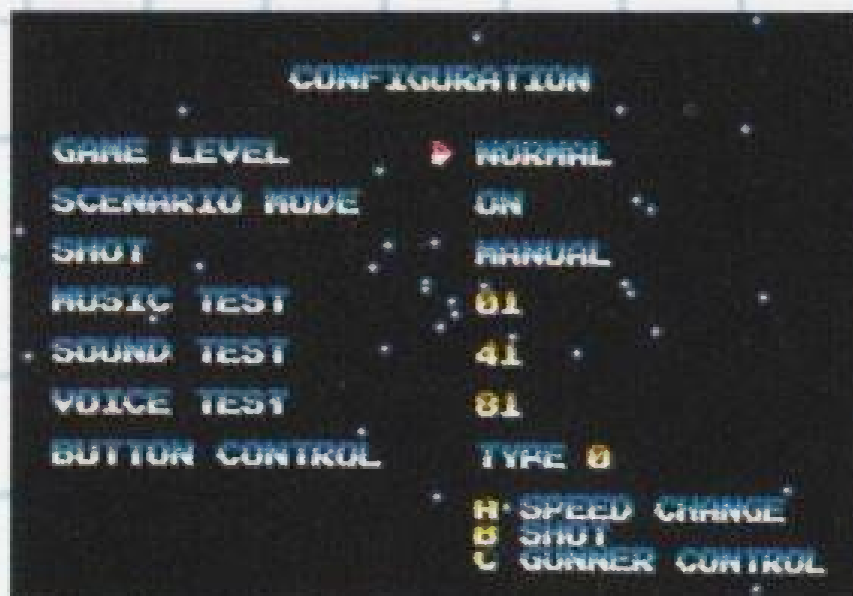 CONFIGURATION
GAME LEVEL NORMAL
SCENARIO MODE ON
SHOT MANUAL
MUSIC TEST 01
SOUND TEST 41
VOICE TEST 81
BUTTON CONTROL TYPE 0
A SPEED CHANGE
B SHOT
C GUNNER CONTROL